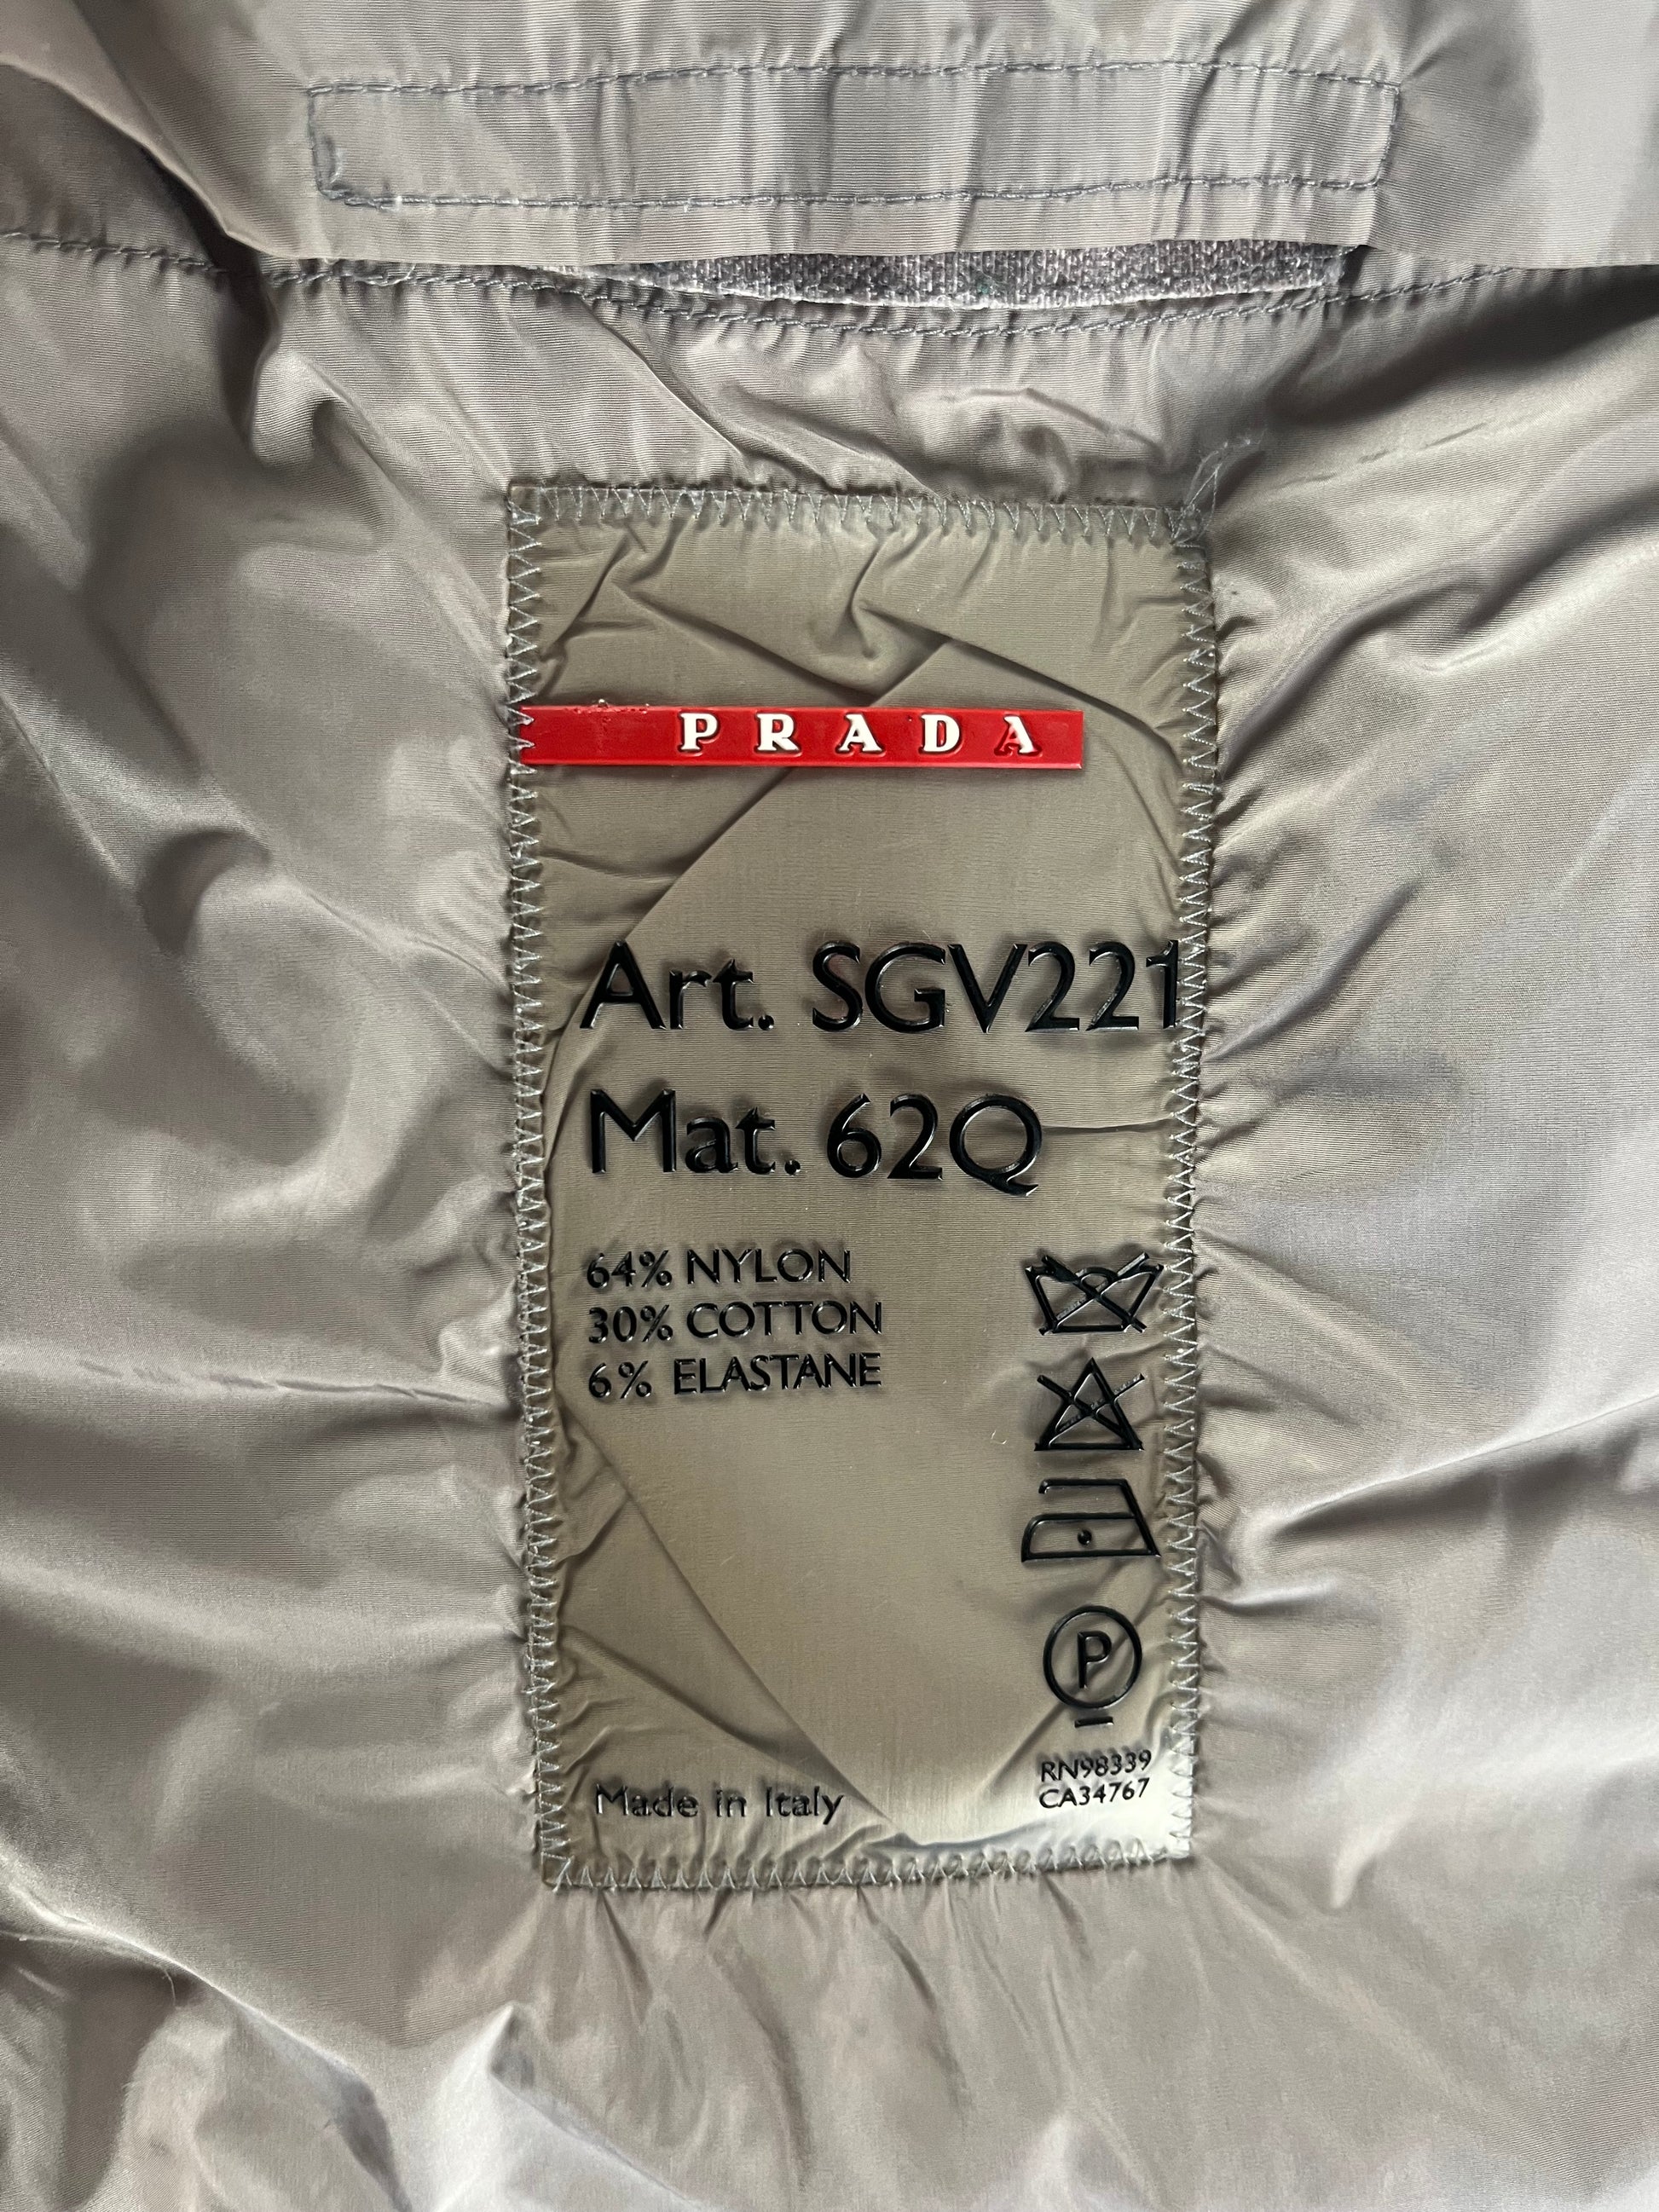 PRADA
Art. SGV221
Mat. 62Q
64% NYLON
30% COTTON
6% ELASTANE
P
Made in Italy
RN98339
CA34767